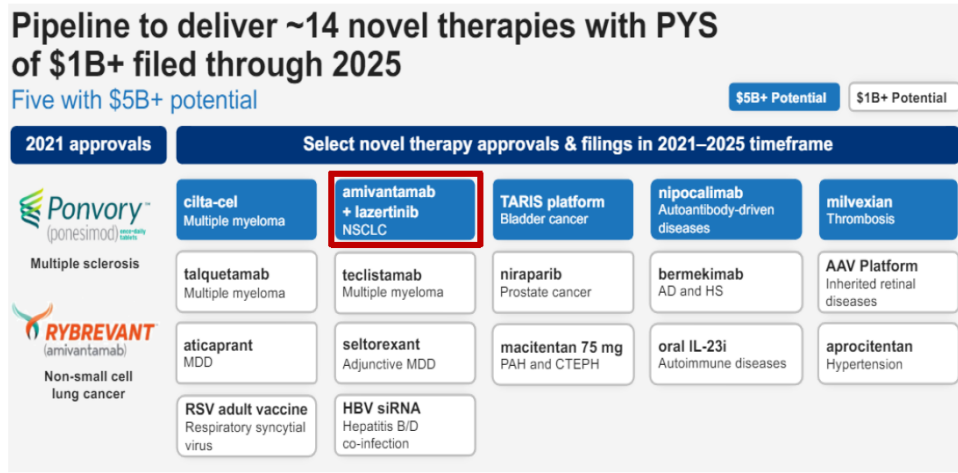 Pipeline to deliver ~14 novel therapies with PYS
of $1B+ filed through 2025
Five with $5B+ potential
$5B+ Potential
$1B+ Potential
2021 approvals
Select novel therapy approvals & filings in 2021–2025 timeframe
Ponvory™
(ponesimod) once-daily
tablets
Multiple sclerosis
RYBREVANT™
(amivantamab)
Non-small cell
lung cancer
cilta-cel
Multiple myeloma
amivantamab
+ lazertinib
NSCLC
TARIS platform
Bladder cancer
nipocalimab
Autoantibody-driven
diseases
milvexian
Thrombosis
talquetamab
Multiple myeloma
teclistamab
Multiple myeloma
niraparib
Prostate cancer
bermekimab
AD and HS
AAV Platform
Inherited retinal
diseases
aticaprant
MDD
seltorexant
Adjunctive MDD
macitentan 75 mg
PAH and CTEPH
oral IL-23i
Autoimmune diseases
aprocitentan
Hypertension
RSV adult vaccine
Respiratory syncytial
virus
HBV siRNA
Hepatitis B/D
co-infection